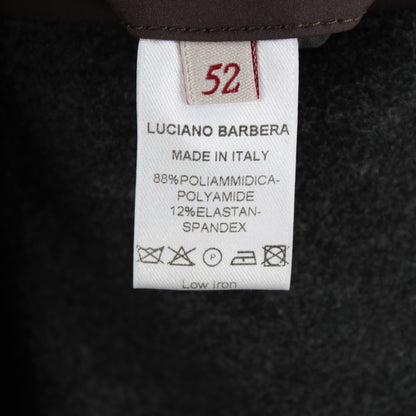 52
LUCIANO BARBERA
MADE IN ITALY
88%POLIAMMIDICA-
POLYAMIDE
12%ELASTAN-
SPANDEX
P
Low Iron